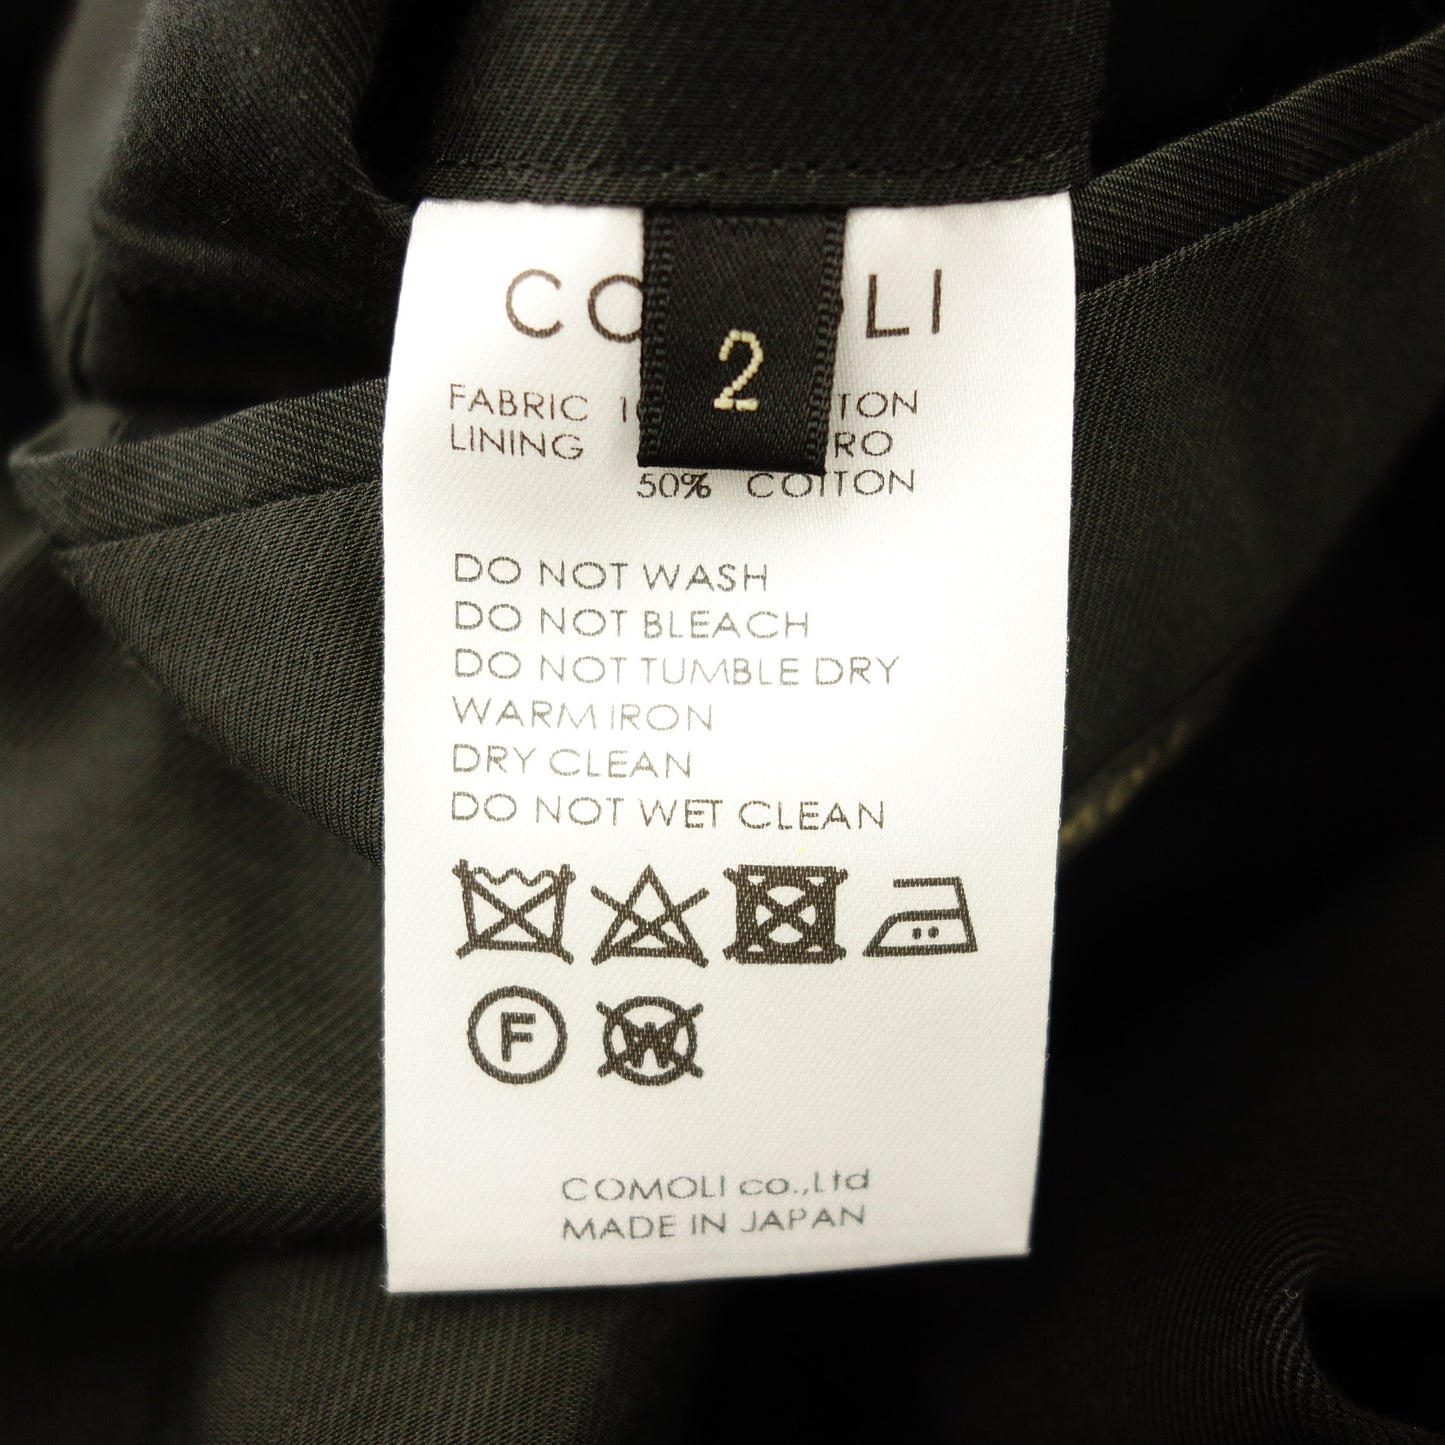 CO LI
2
FABRIC TON
LINING RO
50% COTTON
DO NOT WASH
DO NOT BLEACH
DO NOT TUMBLE DRY
WARM IRON
DRY CLEAN
DO NOT WET CLEAN
F W
COMOLI co.,Ltd
MADE IN JAPAN